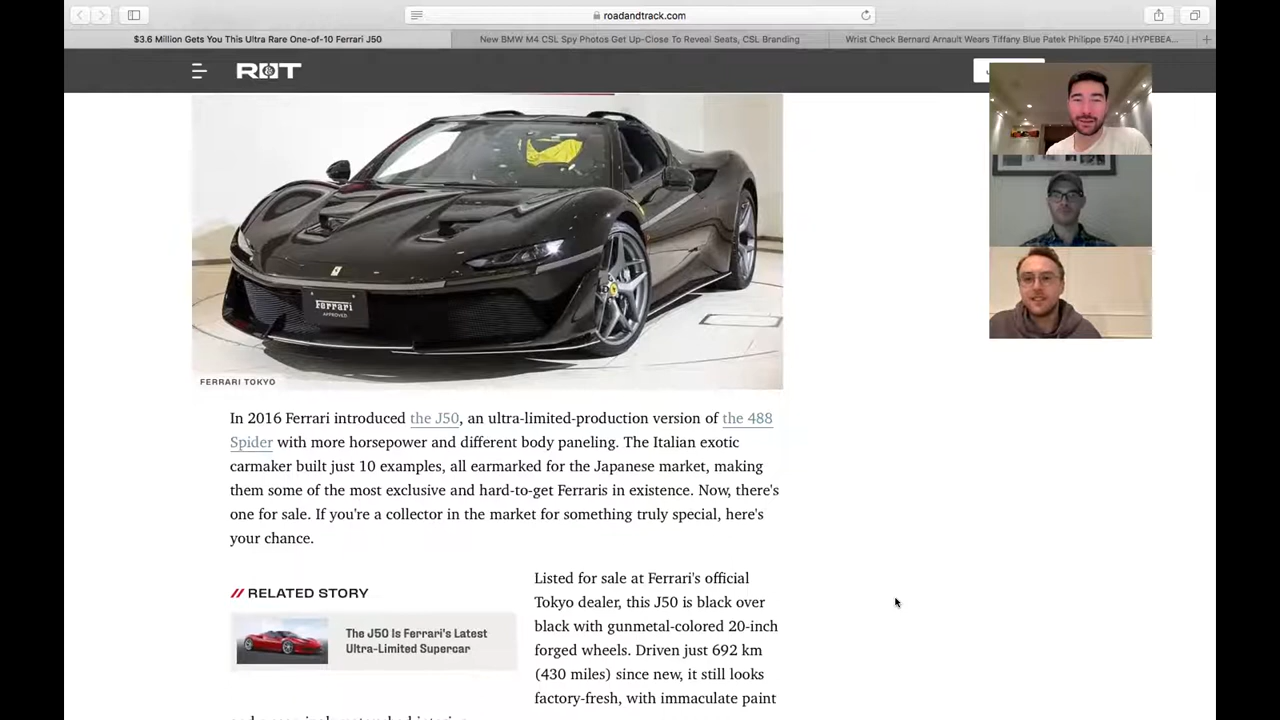 roadandtrack.com
$3.6 Million Gets You This Ultra Rare One-of-10 Ferrari J50
New BMW M4 CSL Spy Photos Get Up-Close To Reveal Seats, CSL Branding
Wrist Check Bernard Arnault Wears Tiffany Blue Patek Philippe 5740 | HYPEBEA...
R&T
Ferrari
APPROVED
FERRARI TOKYO
In 2016 Ferrari introduced the J50, an ultra-limited-production version of the 488
Spider with more horsepower and different body paneling. The Italian exotic
carmaker built just 10 examples, all earmarked for the Japanese market, making
them some of the most exclusive and hard-to-get Ferraris in existence. Now, there's
one for sale. If you're a collector in the market for something truly special, here's
your chance.
// RELATED STORY
The J50 Is Ferrari's Latest
Ultra-Limited Supercar
Listed for sale at Ferrari's official
Tokyo dealer, this J50 is black over
black with gunmetal-colored 20-inch
forged wheels. Driven just 692 km
(430 miles) since new, it still looks
factory-fresh, with immaculate paint